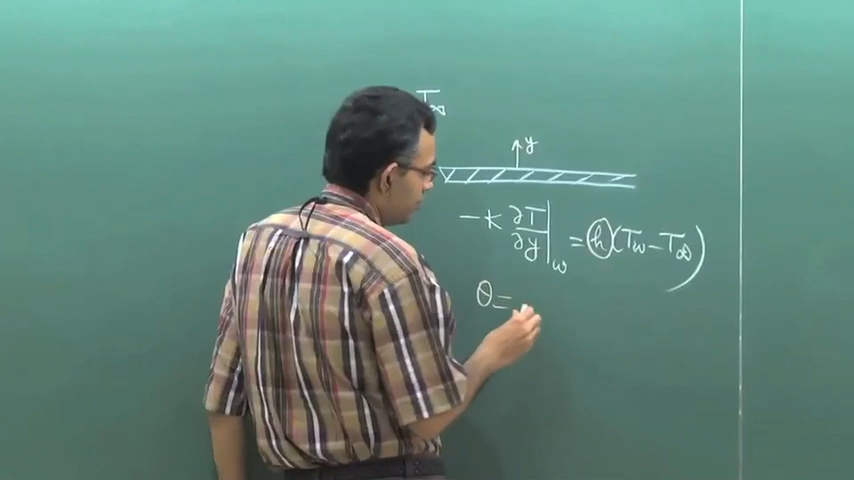 T∞
y
-k ∂T/∂y|w = h(Tw - T∞)
θ =